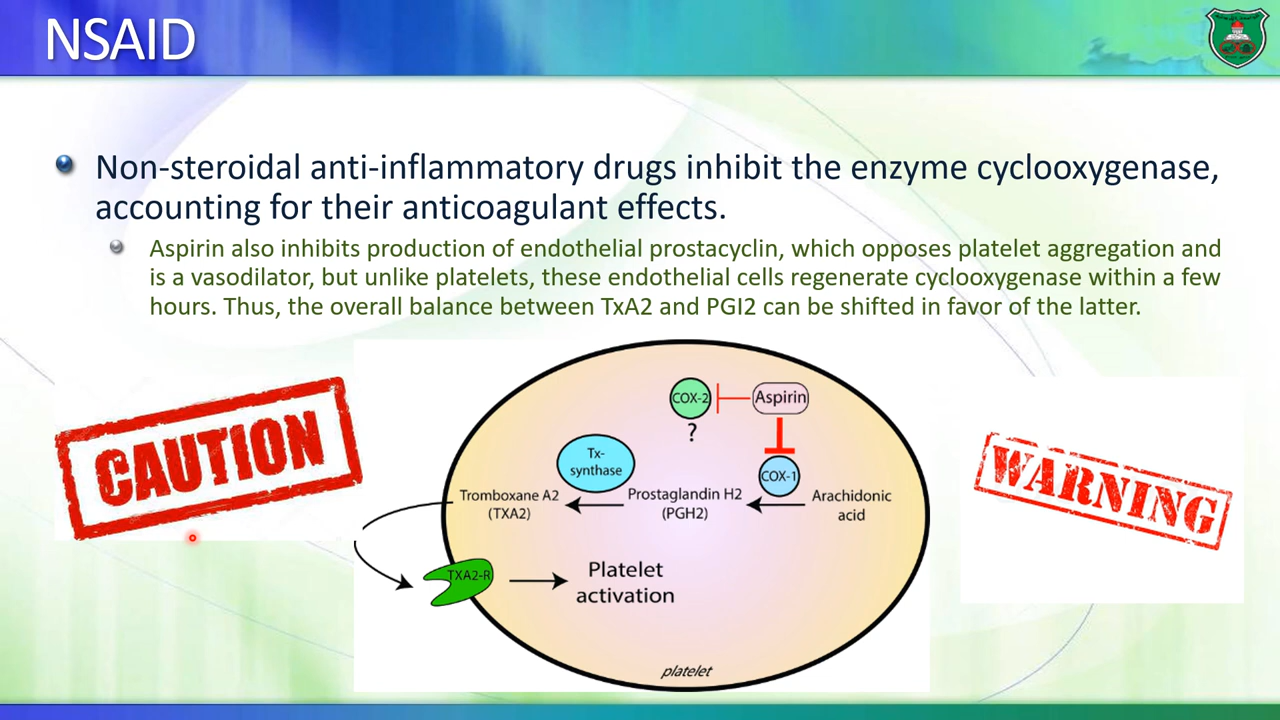 NSAID
Non-steroidal anti-inflammatory drugs inhibit the enzyme cyclooxygenase,
accounting for their anticoagulant effects.
Aspirin also inhibits production of endothelial prostacyclin, which opposes platelet aggregation and
is a vasodilator, but unlike platelets, these endothelial cells regenerate cyclooxygenase within a few
hours. Thus, the overall balance between TxA2 and PGI2 can be shifted in favor of the latter.
CAUTION
COX-2
Aspirin
?
Tx-
synthase
COX-1
Tromboxane A2
(TXA2)
Prostaglandin H2
(PGH2)
Arachidonic
acid
TXA2-R
Platelet
activation
platelet
WARNING